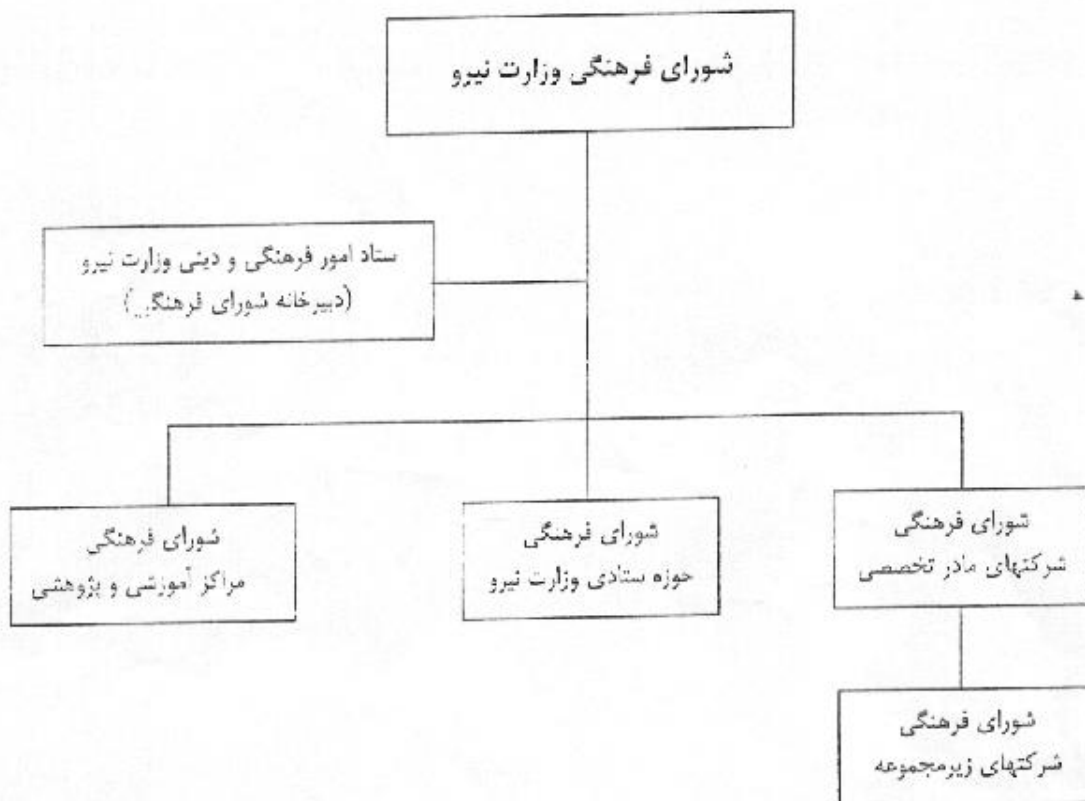 شورای فرهنگی وزارت نیرو
ستاد امور فرهنگی و دینی وزارت نیرو
(دبیرخانه شورای فرهنگی)
شورای فرهنگی
شرکتهای مادر تخصصی
شورای فرهنگی
حوزه ستادی وزارت نیرو
شورای فرهنگی
مراکز آموزشی و پژوهشی
شورای فرهنگی
شرکتهای زیرمجموعه